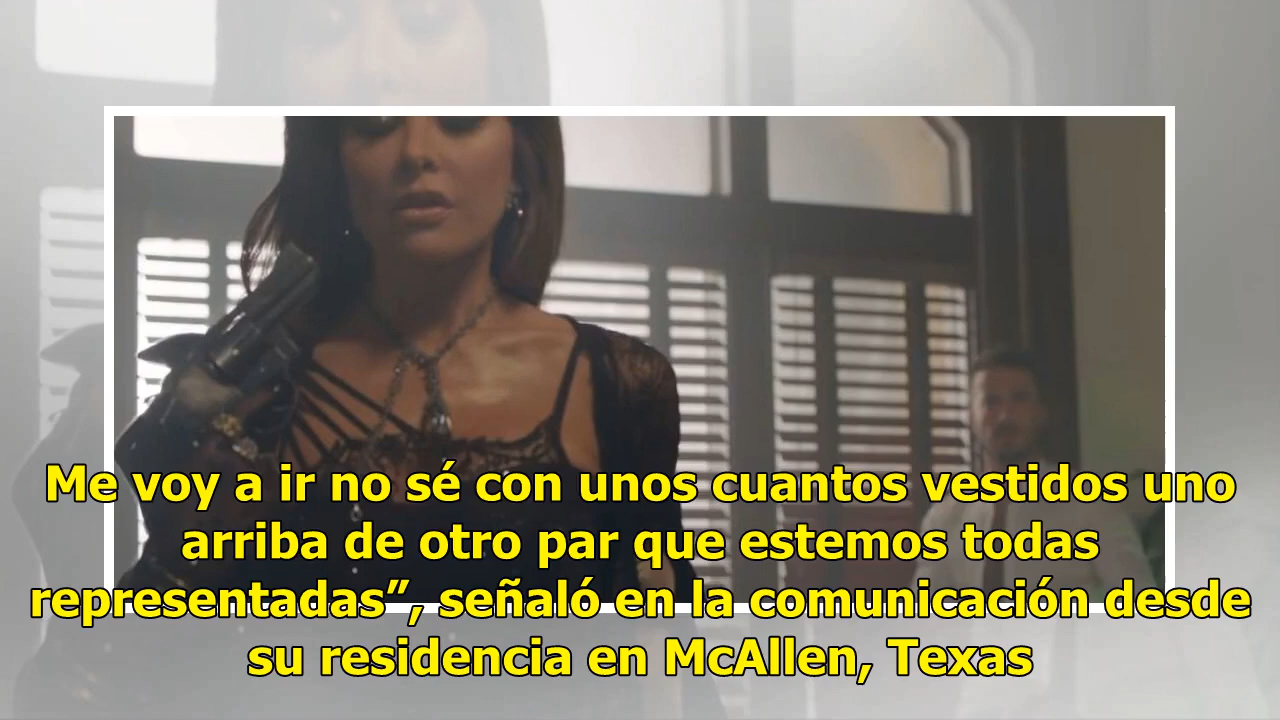 Me voy a ir no sé con unos cuantos vestidos uno
arriba de otro par que estemos todas
representadas”, señaló en la comunicación desde
su residencia en McAllen, Texas